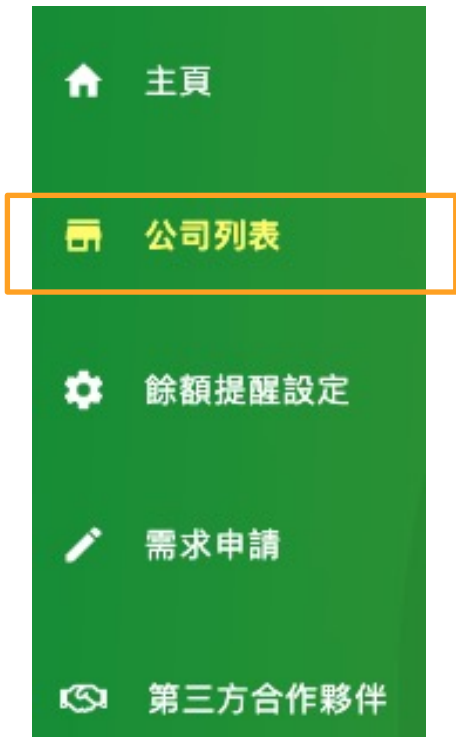 主頁
公司列表
餘額提醒設定
需求申請
第三方合作夥伴